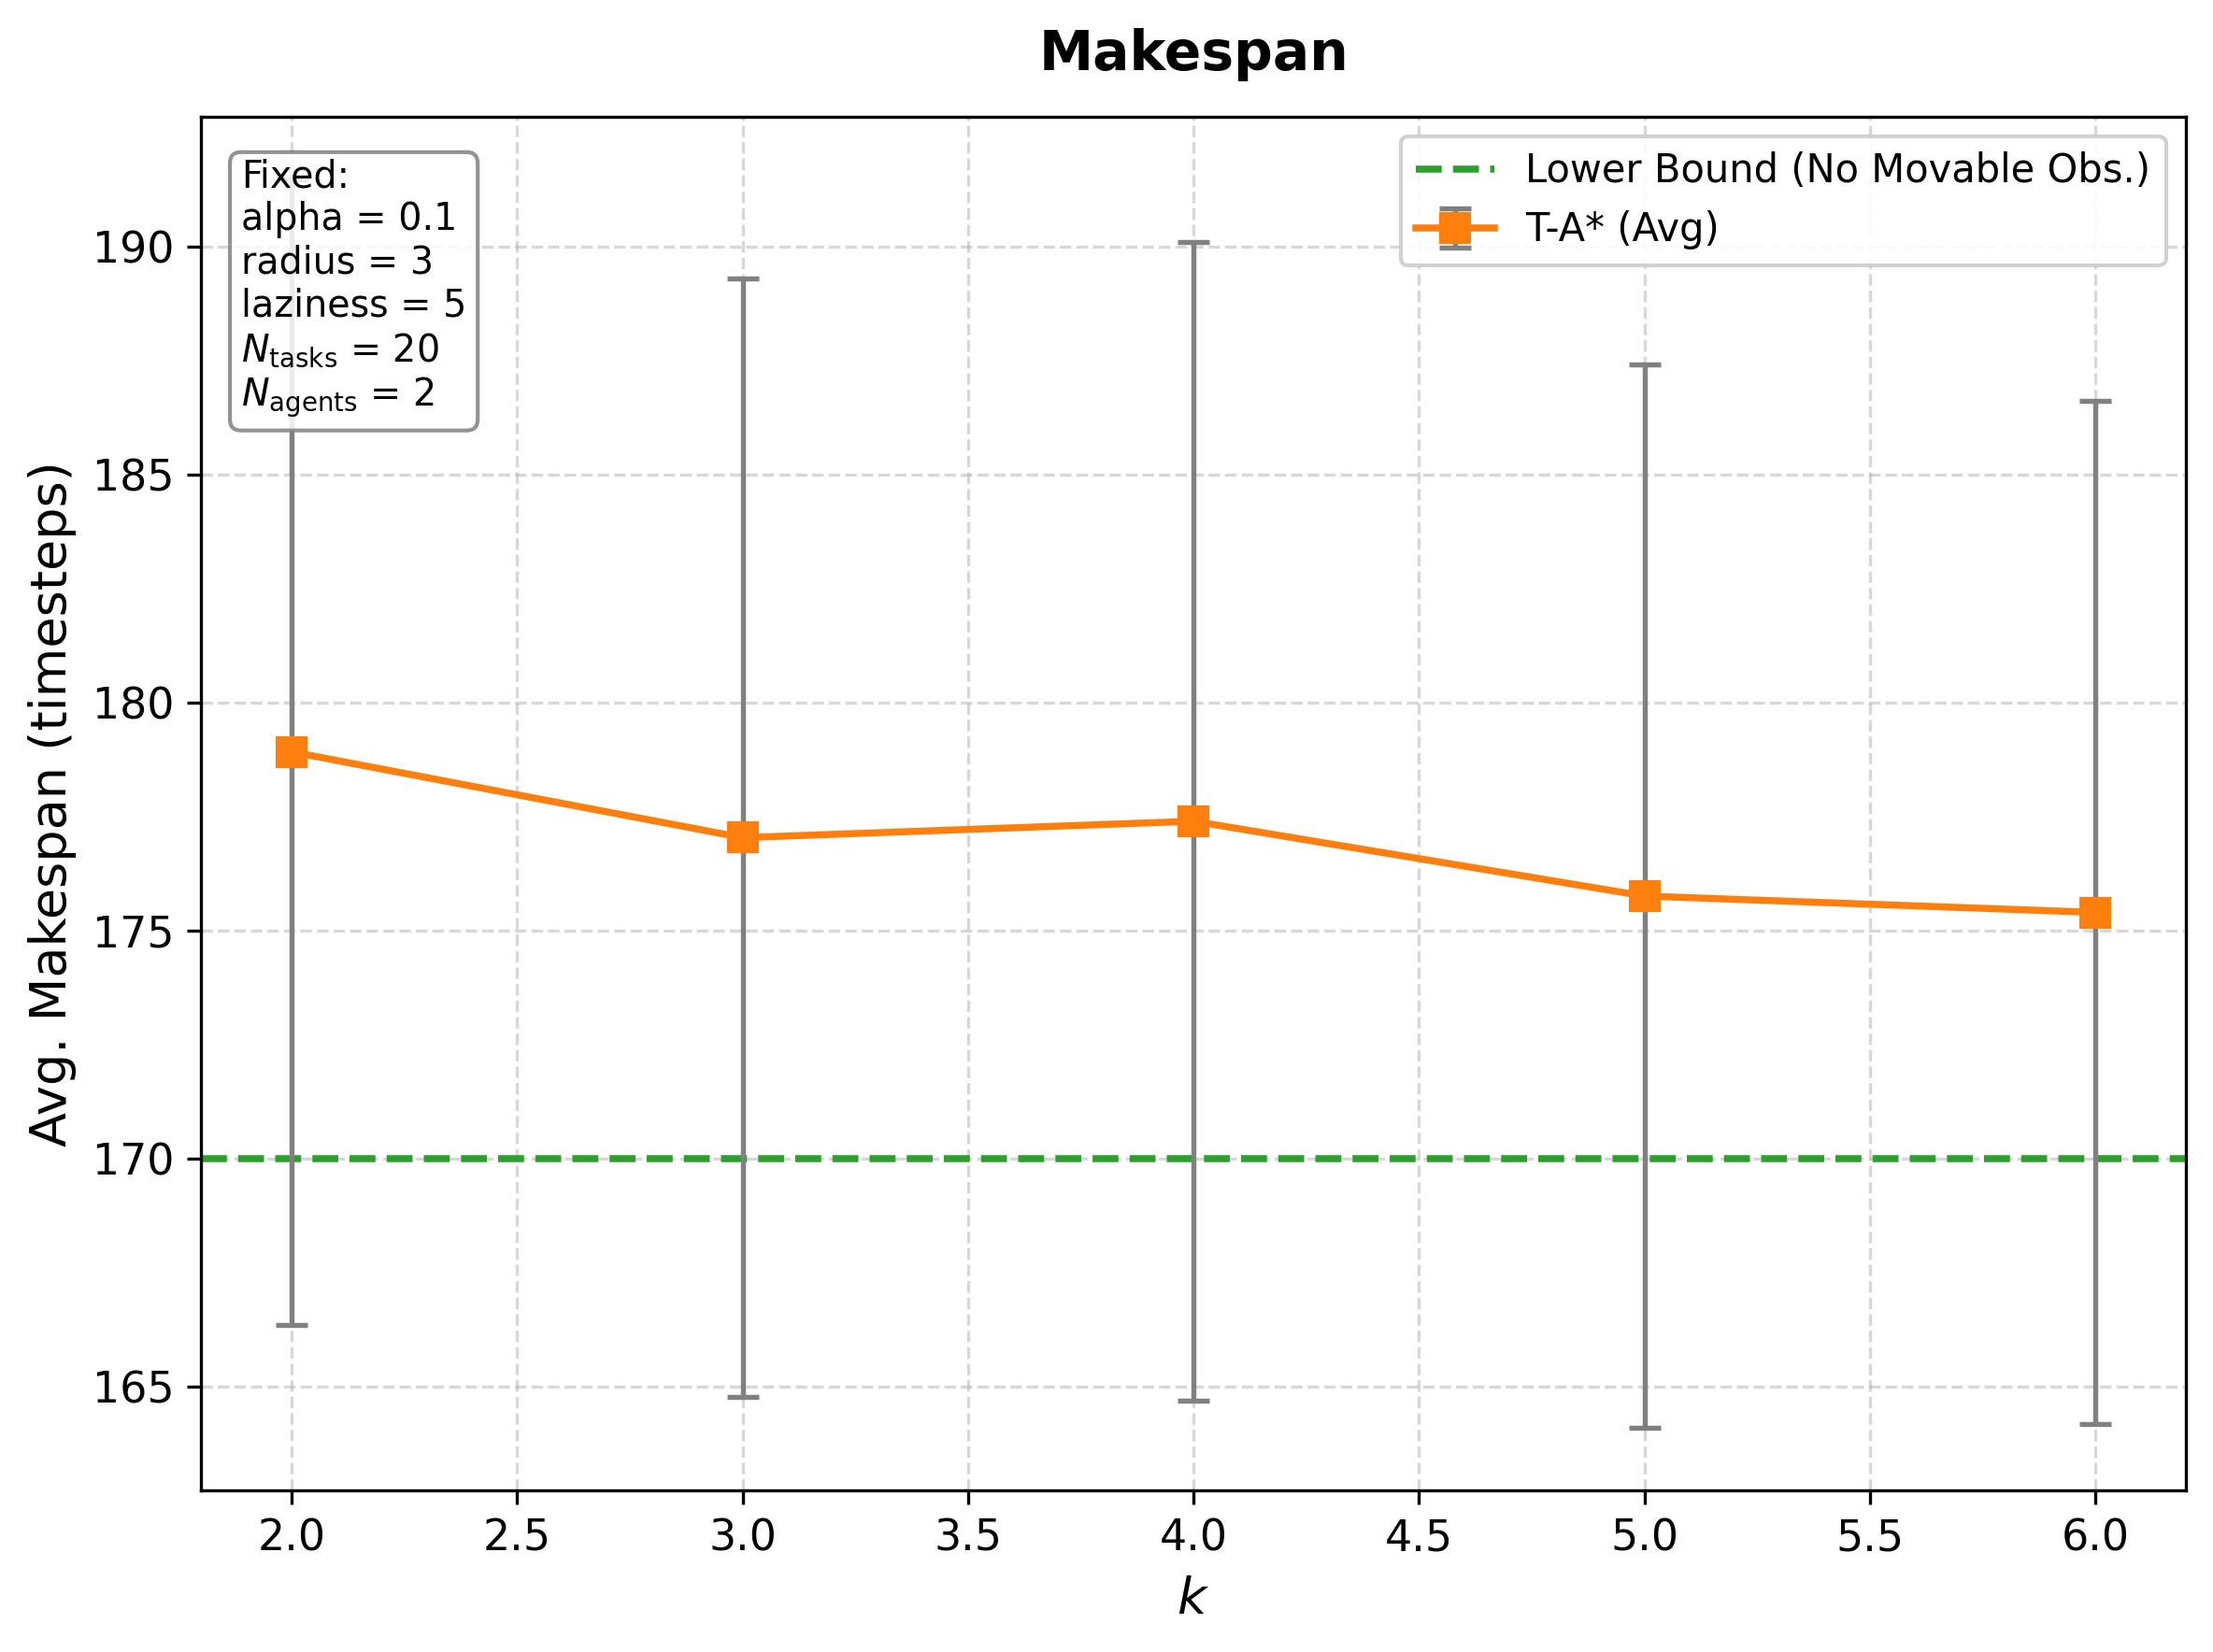 Makespan
Fixed:
alpha = 0.1
radius = 3
laziness = 5
N_tasks = 20
N_agents = 2
Lower Bound (No Movable Obs.)
T-A* (Avg)
Avg. Makespan (timesteps)
190
185
180
175
170
165
2.0 2.5 3.0 3.5 4.0 4.5 5.0 5.5 6.0
k